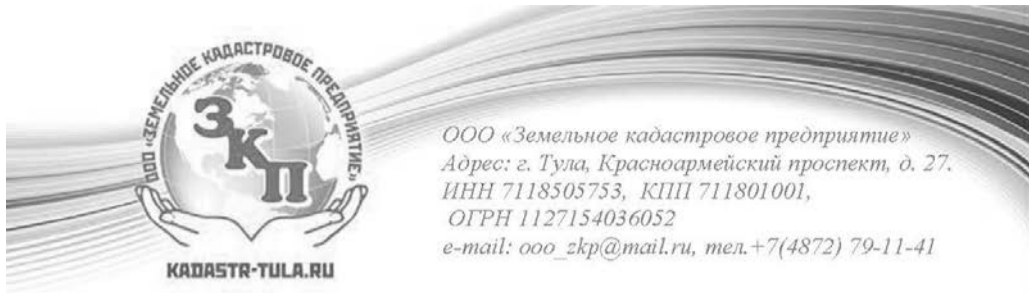 ООО «ЗЕМЕЛЬНОЕ КАДАСТРОВОЕ ПРЕДПРИЯТИЕ»
ЗКП
KADASTR-TULA.RU
ООО «Земельное кадастровое предприятие»
Адрес: г. Тула, Красноармейский проспект, д. 27.
ИНН 7118505753, КПП 711801001,
ОГРН 1127154036052
e-mail: ooo_zkp@mail.ru, тел.+7(4872) 79-11-41